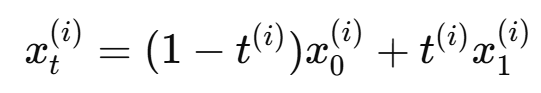 $x_t^{(i)} = (1 - t^{(i)})x_0^{(i)} + t^{(i)}x_1^{(i)}$